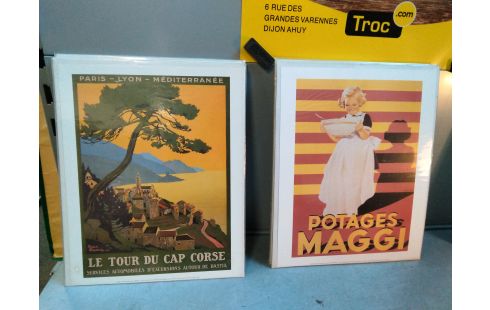 6 RUE DES
GRANDES VARENNES
DIJON AHUY
Troc .com
PARIS - LYON - MÉDITERRANÉE
LE TOUR DU CAP CORSE
SERVICES AUTOMOBILES D'EXCURSIONS AUTOUR DE BASTIA
POTAGES
MAGGI